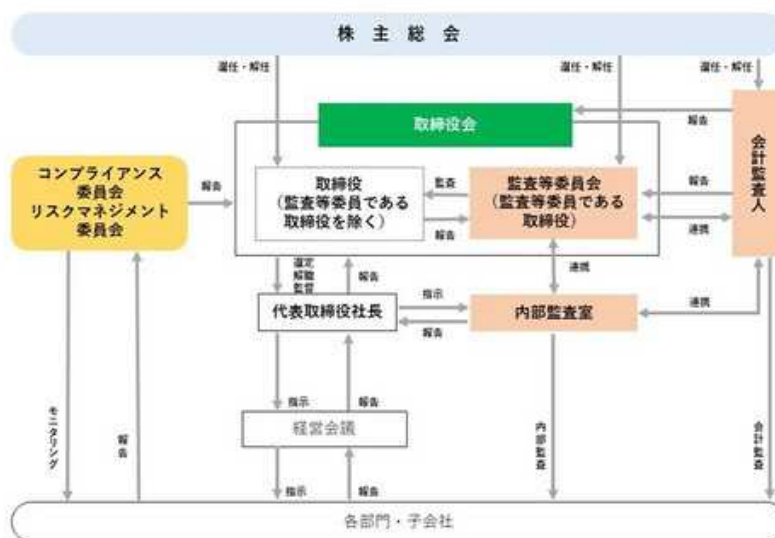 株主総会
選任・解任
選任・解任
選任・解任
取締役会
報告
会計監査人
コンプライアンス
委員会
リスクマネジメント
委員会
報告
取締役
（監査等委員である
取締役を除く）
監査
報告
監査等委員会
（監査等委員である
取締役）
報告
連携
選定
解職
監督
報告
連携
代表取締役社長
指示
報告
内部監査室
連携
モニタリング
報告
指示
報告
経営会議
内部監査
会計監査
指示
報告
各部門・子会社